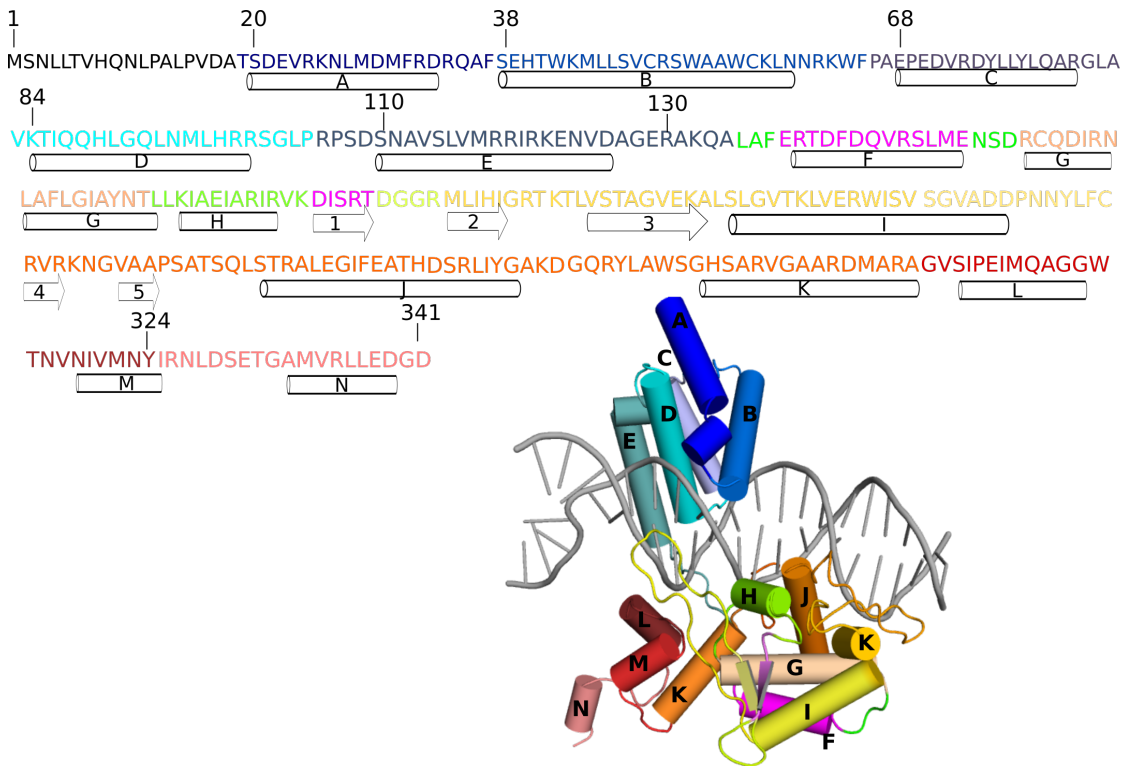 1 20 38 68
MSNLLTVHQNLPALPVDATSDEVRKNLMDMFRDRQAFSEHTWKMLLSVCRSWAAWCKLNNRKWFPAEPEDVRDYLLYLQARGLA
A B C
84 110 130
VKTIQQHLGQLNMLHRRSGLPRPSDSNAVSLVMRRIRKENVDAGERAKQALAFERTDFDQVRSLMENSDRCQDIRN
D E F G
LAFLGIAYNTLLKIAEIARIRVKDISRTDGGRMLIHIGRTKTLVSTAGVEKALSLGVTKLVERWISVSGVADDPNNYLFC
G H 1 2 3 I
RVRKNGVAAPSATSQLSTRALEGIFEATHDSRLIYGAKDGQRYLAWSGHSARVGAARDMARAGVSIPEIMQAGGW
4 5 J K L
324 341
TNVNIVMNYIRNLDSETGAMVRLLEDGD
M N
A
C
D B
E
H J
L
K
M G
K
N I
F